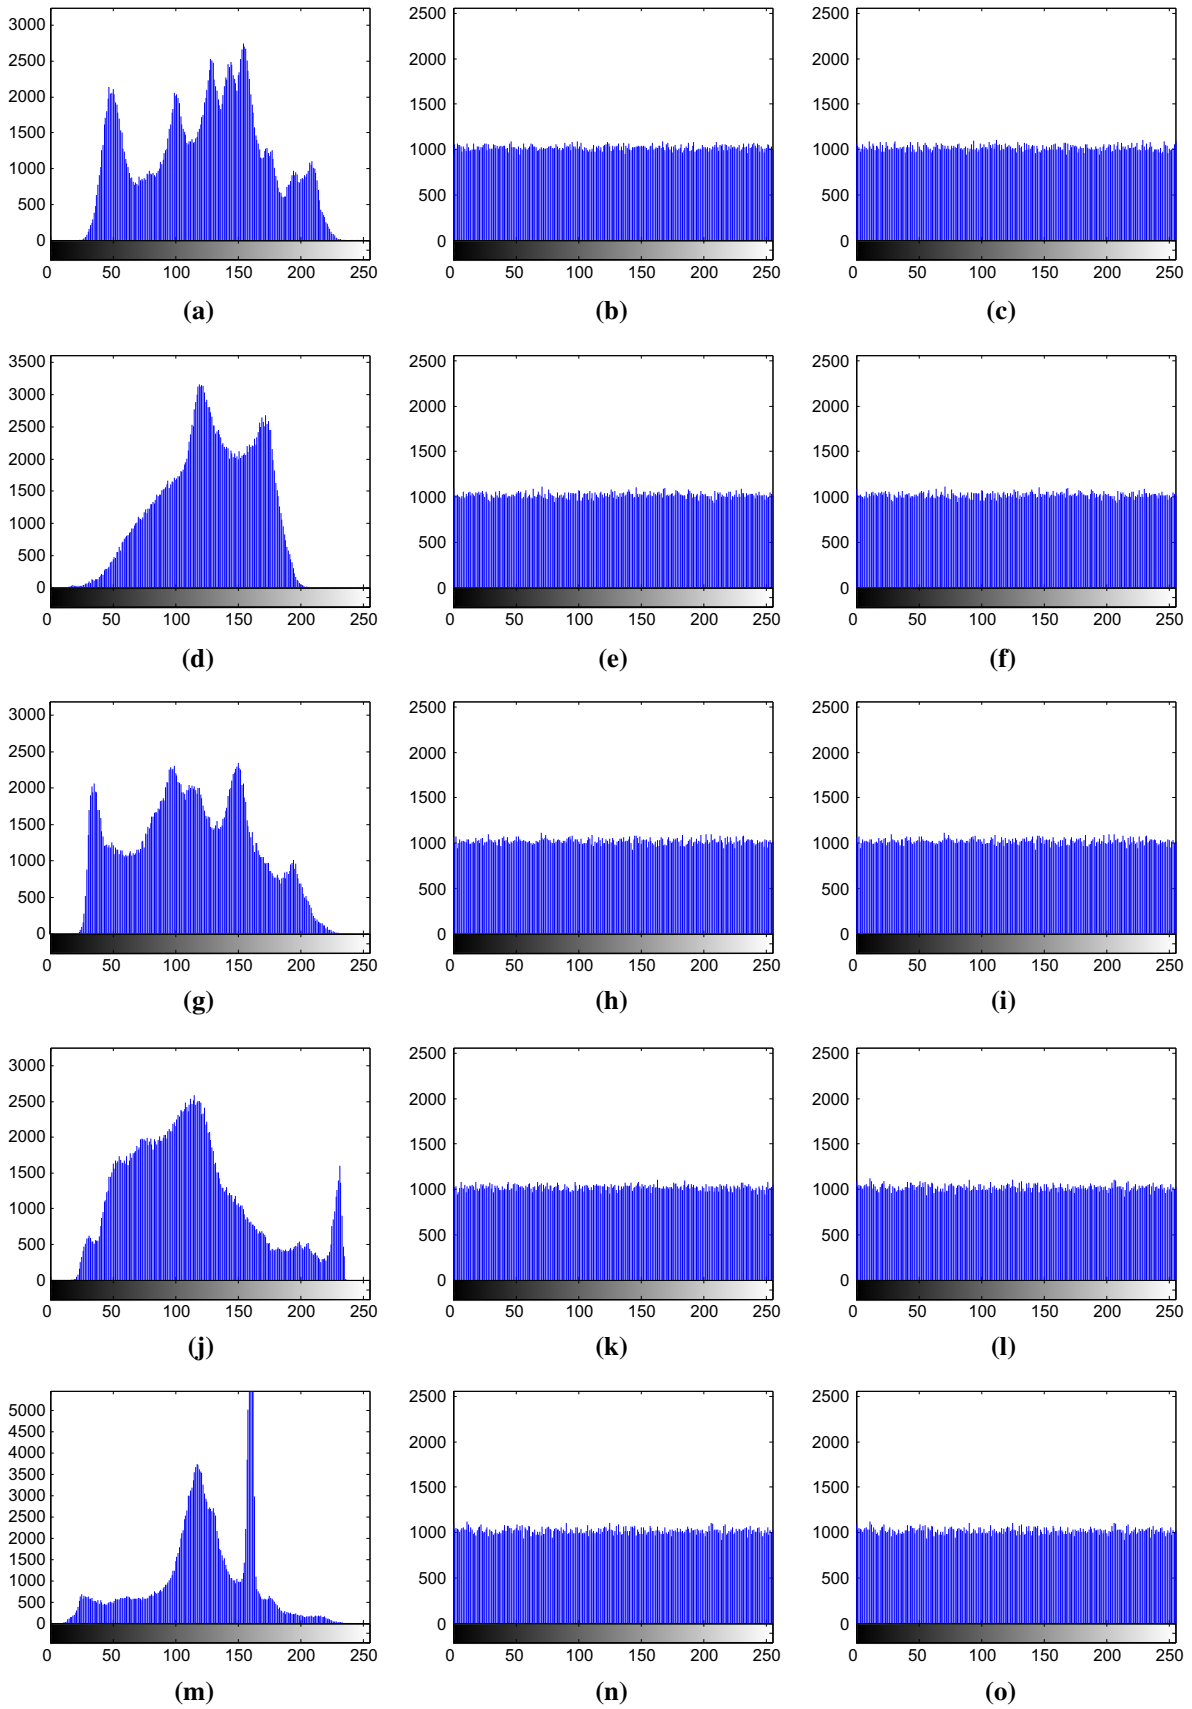 3000 2500 2000 1500 1000 500 0
0 50 100 150 200 250
(a)
2500 2000 1500 1000 500 0
0 50 100 150 200 250
(b)
2500 2000 1500 1000 500 0
0 50 100 150 200 250
(c)
3500 3000 2500 2000 1500 1000 500 0
0 50 100 150 200 250
(d)
2500 2000 1500 1000 500 0
0 50 100 150 200 250
(e)
2500 2000 1500 1000 500 0
0 50 100 150 200 250
(f)
3000 2500 2000 1500 1000 500 0
0 50 100 150 200 250
(g)
2500 2000 1500 1000 500 0
0 50 100 150 200 250
(h)
2500 2000 1500 1000 500 0
0 50 100 150 200 250
(i)
3000 2500 2000 1500 1000 500 0
0 50 100 150 200 250
(j)
2500 2000 1500 1000 500 0
0 50 100 150 200 250
(k)
2500 2000 1500 1000 500 0
0 50 100 150 200 250
(l)
5000 4500 4000 3500 3000 2500 2000 1500 1000 500 0
0 50 100 150 200 250
(m)
2500 2000 1500 1000 500 0
0 50 100 150 200 250
(n)
2500 2000 1500 1000 500 0
0 50 100 150 200 250
(o)